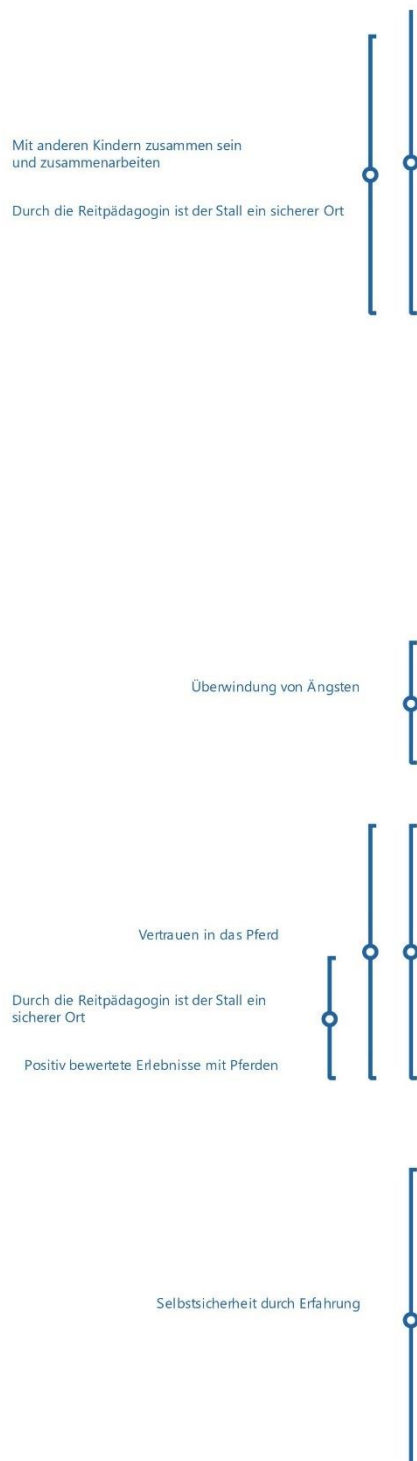 Mit anderen Kindern zusammen sein
und zusammenarbeiten
Durch die Reitpädagogin ist der Stall ein sicherer Ort
Überwindung von Ängsten
Vertrauen in das Pferd
Durch die Reitpädagogin ist der Stall ein
sicherer Ort
Positiv bewertete Erlebnisse mit Pferden
Selbstsicherheit durch Erfahrung